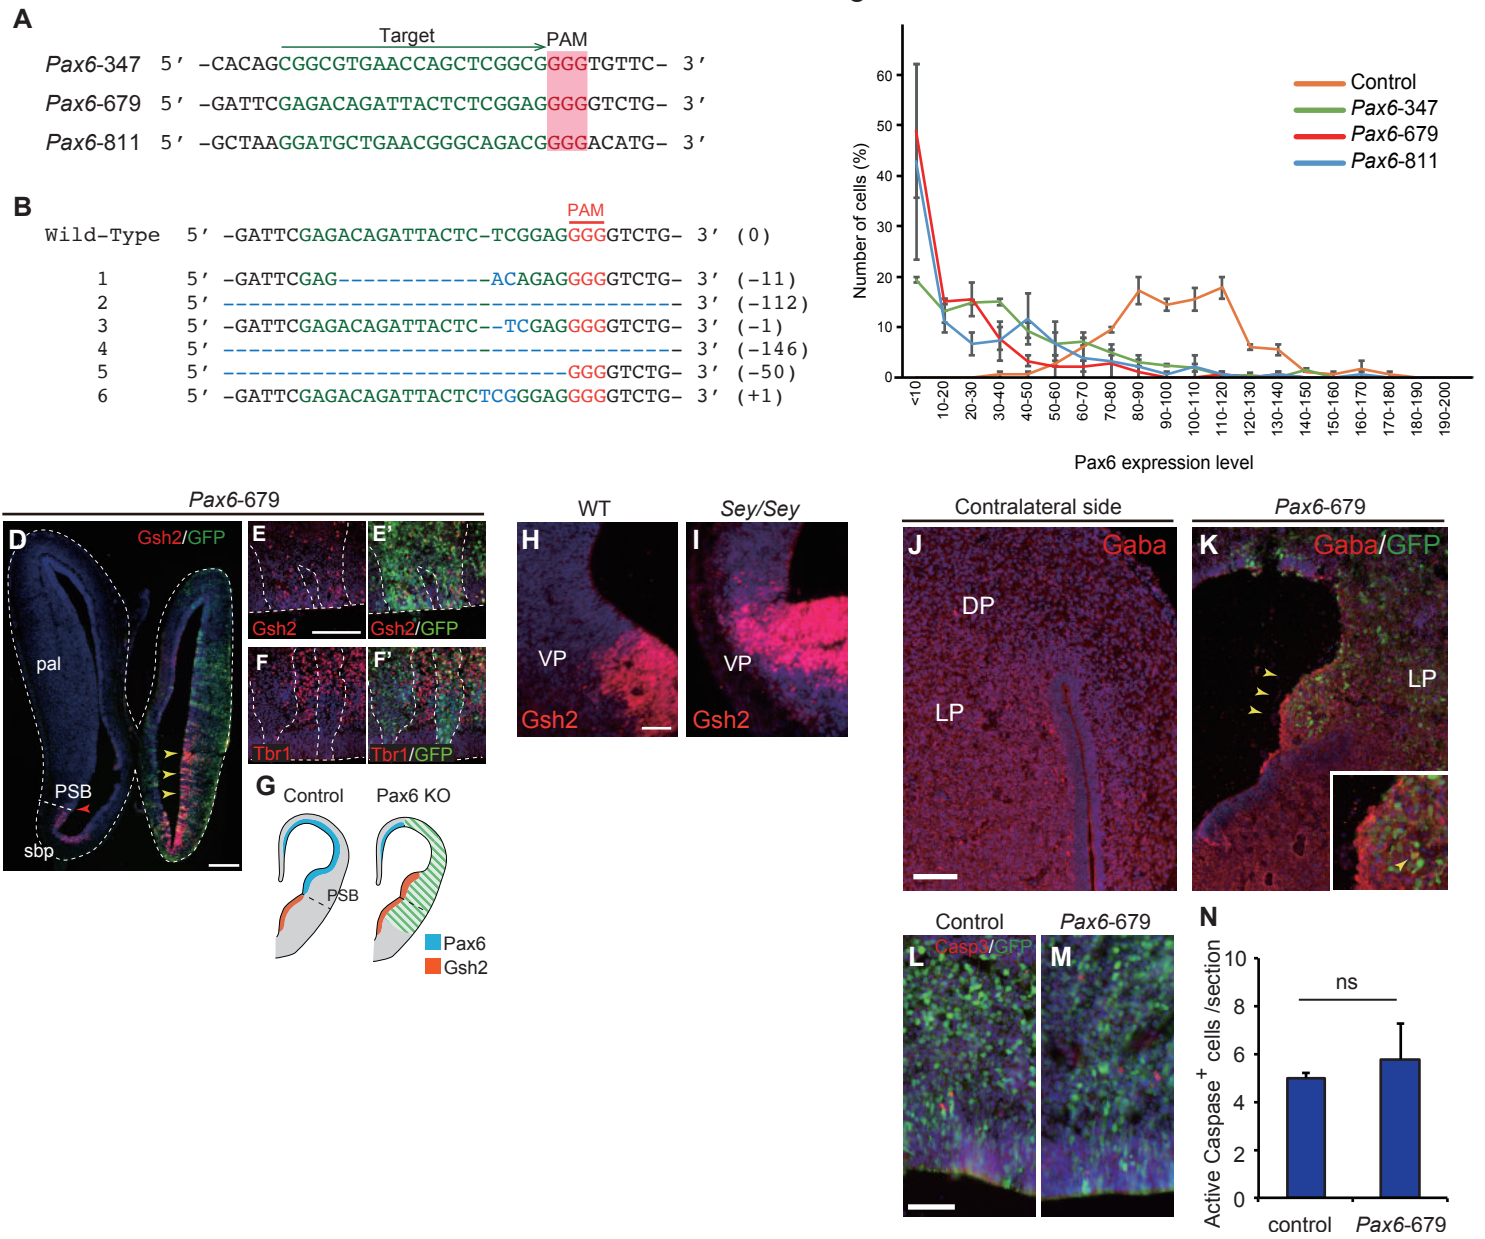 A
Target
PAM
Pax6-347 5′ -CACAGCGGCGTGAACCAGCTCGGCGGGGTGTTC- 3′
Pax6-679 5′ -GATTCGAGACAGATTACTCTCGGAGGGGGTCTG- 3′
Pax6-811 5′ -GCTAAGGATGCTGAACGGGCAGACGGGGACATG- 3′
B
PAM
Wild-Type 5′ -GATTCGAGACAGATTACTC-TCGGAGGGGGTCTG- 3′ (0)
1 5′ -GATTCGAG------------ACAGAGGGGGTCTG- 3′ (-11)
2 5′ ----------------------------------- 3′ (-112)
3 5′ -GATTCGAGACAGATTACTC--TCGAGGGGGTCTG- 3′ (-1)
4 5′ ----------------------------------- 3′ (-146)
5 5′ ---------------------------GGGGTCTG- 3′ (-50)
6 5′ -GATTCGAGACAGATTACTCTCGGGAGGGGGTCTG- 3′ (+1)
Number of cells (%)
60
50
40
30
20
10
0
<10
10-20
20-30
30-40
40-50
50-60
60-70
70-80
80-90
90-100
100-110
110-120
120-130
130-140
140-150
150-160
160-170
170-180
180-190
190-200
Pax6 expression level
Control
Pax6-347
Pax6-679
Pax6-811
Pax6-679
D
Gsh2/GFP
pal
PSB
sbp
E
Gsh2
E'
Gsh2/GFP
F
Tbr1
F'
Tbr1/GFP
G
Control
Pax6 KO
PSB
Pax6
Gsh2
WT
Sey/Sey
H
VP
Gsh2
I
VP
Gsh2
Contralateral side
Pax6-679
J
Gaba
DP
LP
K
Gaba/GFP
LP
Control
Pax6-679
L
Casp3/GFP
M
N
Active Caspase+ cells /section
10
8
6
4
2
0
ns
control
Pax6-679